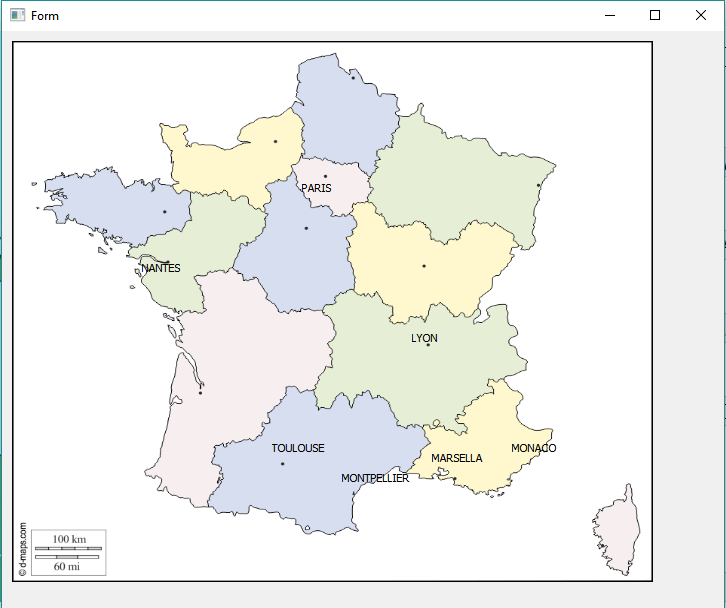 Form
PARIS
NANTES
LYON
TOULOUSE
MARSELLA
MONACO
MONTPELLIER
© d-maps.com
100 km
60 mi